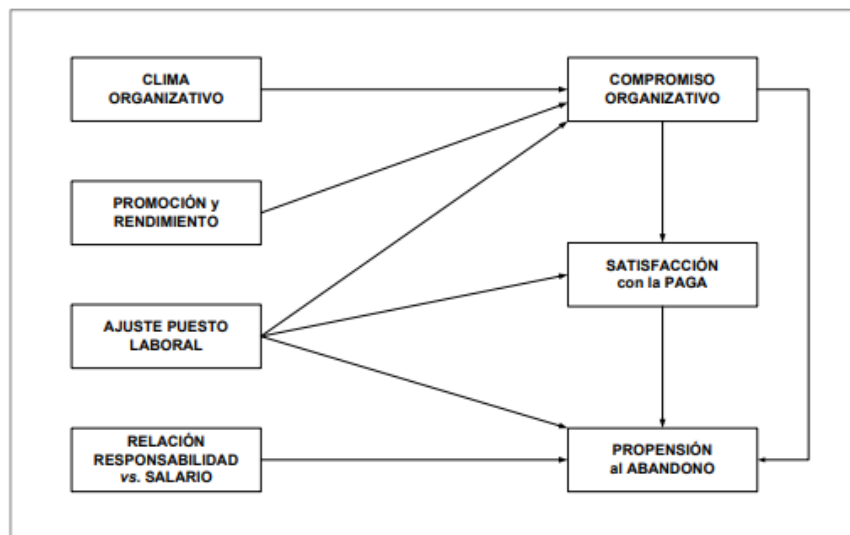 CLIMA
ORGANIZATIVO
COMPROMISO
ORGANIZATIVO
PROMOCIÓN y
RENDIMIENTO
SATISFACCIÓN
con la PAGA
AJUSTE PUESTO
LABORAL
RELACIÓN
RESPONSABILIDAD
vs. SALARIO
PROPENSIÓN
al ABANDONO